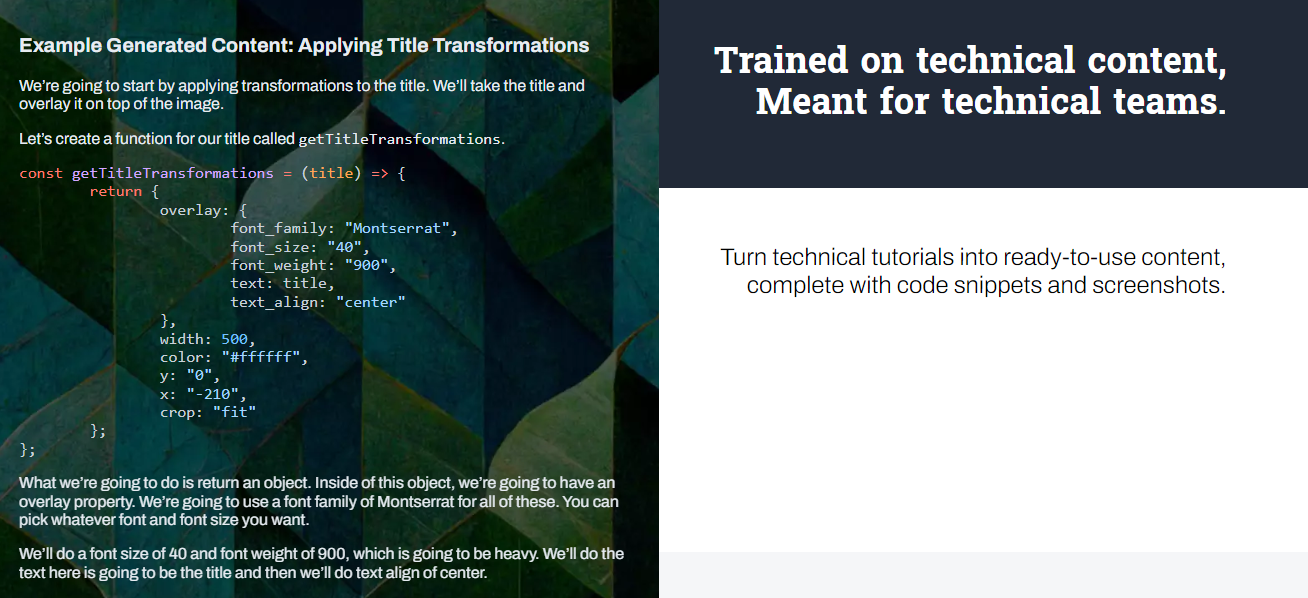 Example Generated Content: Applying Title Transformations
We're going to start by applying transformations to the title. We'll take the title and
overlay it on top of the image.
Let's create a function for our title called getTitleTransformations.
const getTitleTransformations = (title) => {
return {
overlay: {
font_family: "Montserrat",
font_size: "40",
font_weight: "900",
text: title,
text_align: "center"
},
width: 500,
color: "#ffffff",
y: "0",
x: "-210",
crop: "fit"
};
};
What we're going to do is return an object. Inside of this object, we're going to have an
overlay property. We're going to use a font family of Montserrat for all of these. You can
pick whatever font and font size you want.
We'll do a font size of 40 and font weight of 900, which is going to be heavy. We'll do the
text here is going to be the title and then we'll do text align of center.
Trained on technical content,
Meant for technical teams.
Turn technical tutorials into ready-to-use content,
complete with code snippets and screenshots.